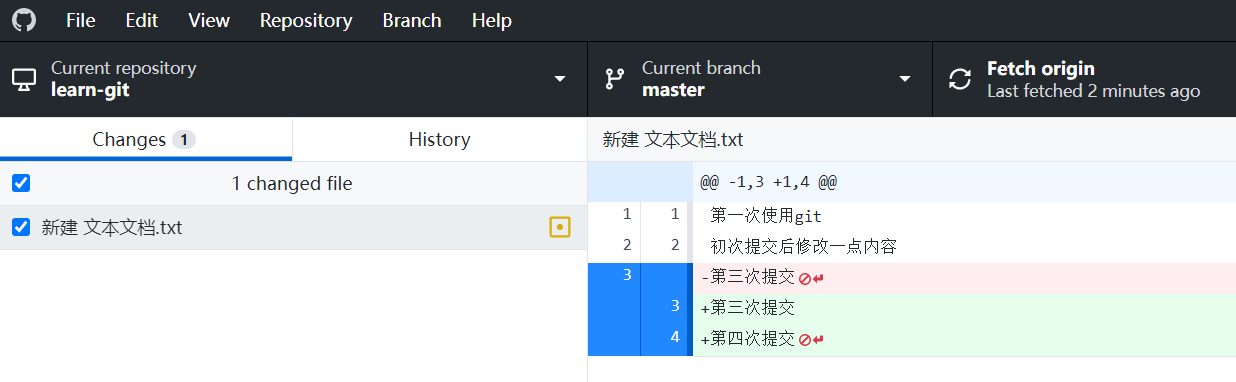 File Edit View Repository Branch Help
Current repository
learn-git
Current branch
master
Fetch origin
Last fetched 2 minutes ago
Changes 1
History
新建 文本文档.txt
1 changed file
@@ -1,3 +1,4 @@
新建 文本文档.txt
1 1 第一次使用git
2 2 初次提交后修改一点内容
3 -第三次提交
3 +第三次提交
4 +第四次提交